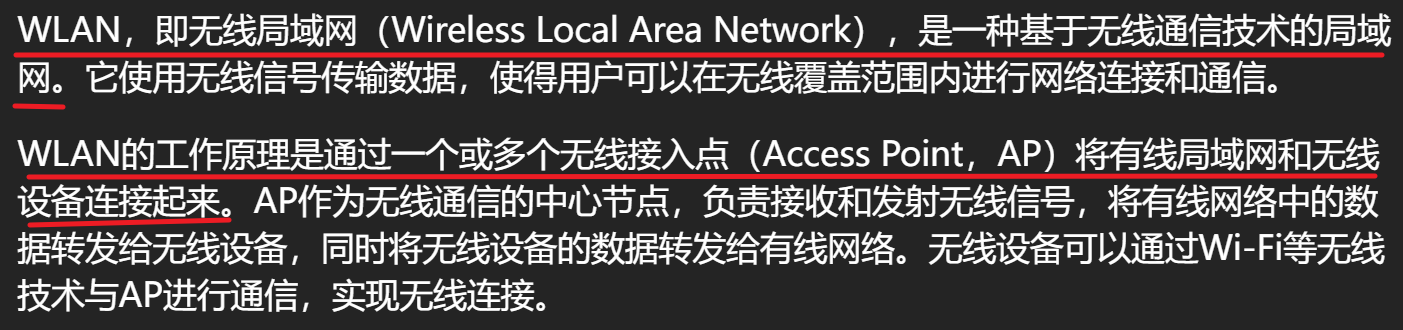 WLAN，即无线局域网（Wireless Local Area Network），是一种基于无线通信技术的局域
网。它使用无线信号传输数据，使得用户可以在无线覆盖范围内进行网络连接和通信。
WLAN的工作原理是通过一个或多个无线接入点（Access Point，AP）将有线局域网和无线
设备连接起来。AP作为无线通信的中心节点，负责接收和发射无线信号，将有线网络中的数
据转发给无线设备，同时将无线设备的数据转发给有线网络。无线设备可以通过Wi-Fi等无线
技术与AP进行通信，实现无线连接。